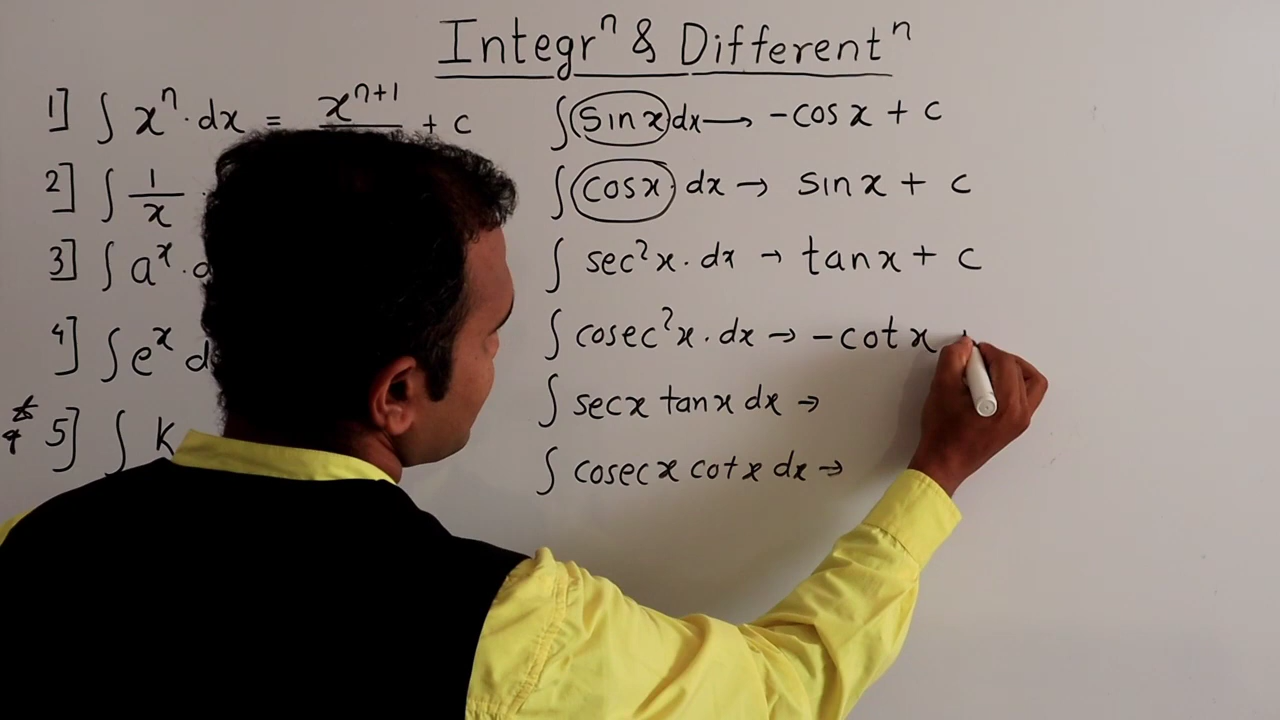 Integrⁿ & Differentⁿ
1] ∫ xⁿ · dx = xⁿ⁺¹ + c
2] ∫ 1/x
3] ∫ aˣ · d
4] ∫ eˣ d
5] ∫ K
∫ sin x dx → -cos x + c
∫ cos x · dx → sin x + c
∫ sec²x · dx → tan x + c
∫ cosec²x · dx → -cot x
∫ sec x tan x dx →
∫ cosec x cot x dx →